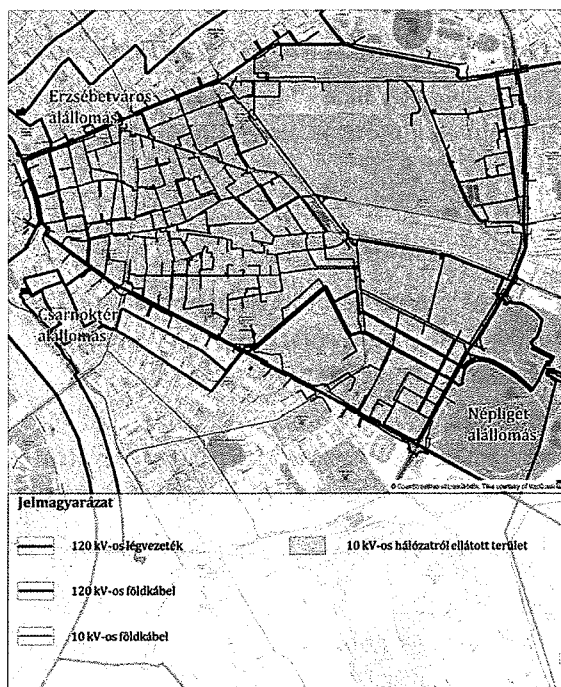 Erzsébetváros
alállomás
Csarnoktér
alállomás
Népliget
alállomás
Jelmagyarázat
120 kV-os légvezeték
10 kV-os hálózatról ellátott terület
120 kV-os földkábel
10 kV-os földkábel